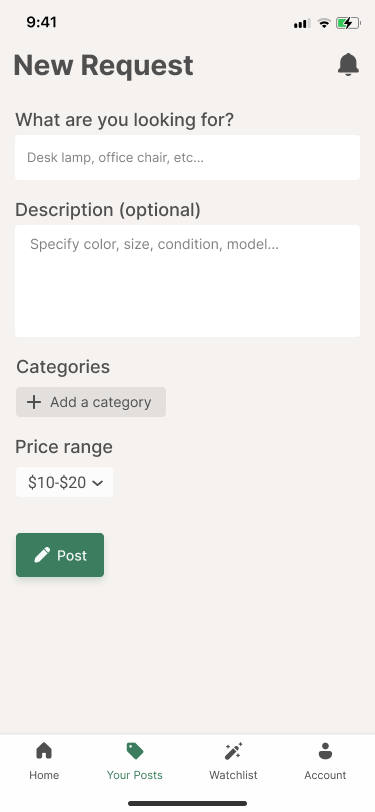 9:41
New Request
What are you looking for?
Desk lamp, office chair, etc...
Description (optional)
Specify color, size, condition, model...
Categories
Add a category
Price range
$10-$20
Post
Home
Your Posts
Watchlist
Account